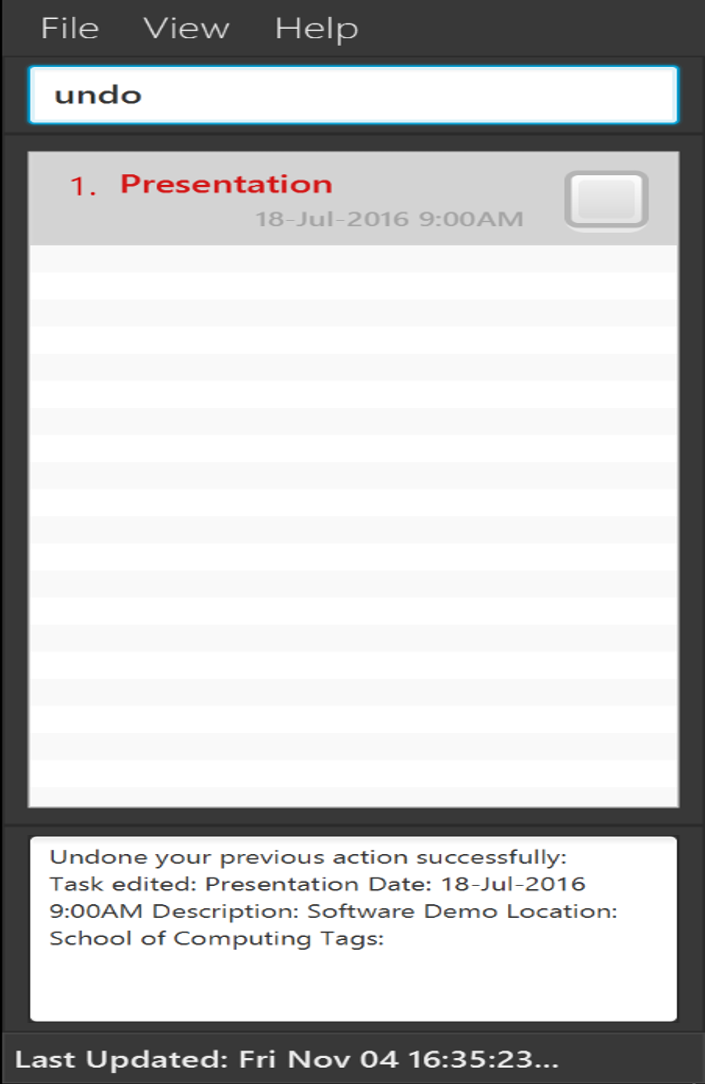 File View Help
undo
1. Presentation
18-Jul-2016 9:00AM
Undone your previous action successfully:
Task edited: Presentation Date: 18-Jul-2016
9:00AM Description: Software Demo Location:
School of Computing Tags:
Last Updated: Fri Nov 04 16:35:23...